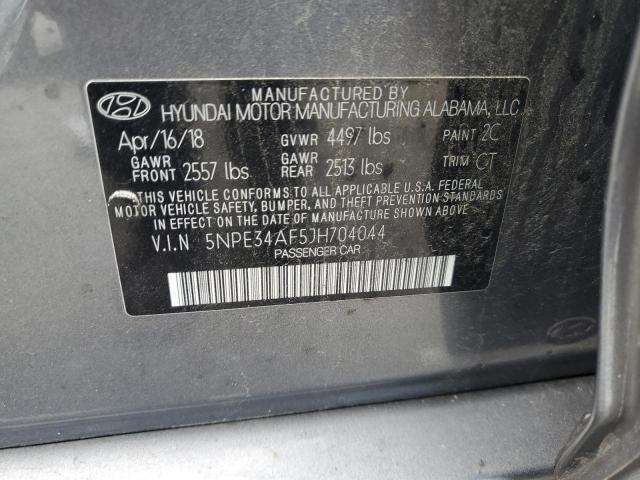 MANUFACTURED BY
HYUNDAI MOTOR MANUFACTURING ALABAMA, LLC
Apr/16/18 GVWR 4497 lbs PAINT 2C
GAWR FRONT 2557 lbs GAWR REAR 2513 lbs TRIM CT
THIS VEHICLE CONFORMS TO ALL APPLICABLE U.S.A. FEDERAL
MOTOR VEHICLE SAFETY, BUMPER, AND THEFT PREVENTION STANDARDS
IN EFFECT ON THE DATE OF MANUFACTURE SHOWN ABOVE.
V.I.N 5NPE34AF5JH704044
PASSENGER CAR